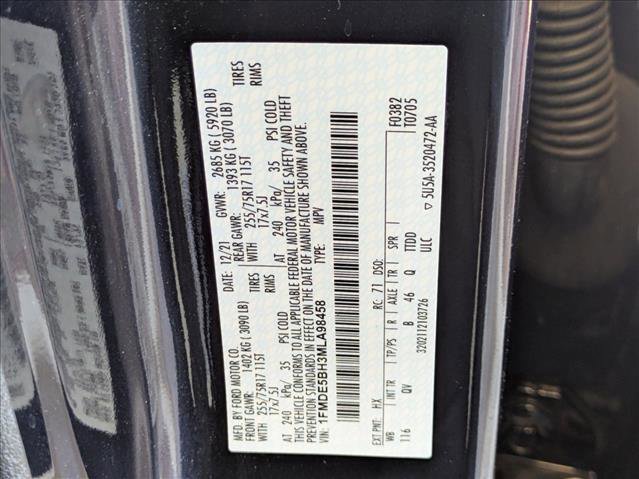 MFD. BY FORD MOTOR CO.
DATE: 12/21
GVWR: 2685 KG ( 5920 LB)
FRONT GAWR: 1402 KG ( 3090 LB)
REAR GAWR: 1393 KG ( 3070 LB)
WITH 255/75R17 115T TIRES
WITH 255/75R17 115T TIRES
17x7.5J RIMS
17x7.5J RIMS
AT 240 kPa/ 35 PSI COLD
AT 240 kPa/ 35 PSI COLD
THIS VEHICLE CONFORMS TO ALL APPLICABLE FEDERAL MOTOR VEHICLE SAFETY AND THEFT
PREVENTION STANDARDS IN EFFECT ON THE DATE OF MANUFACTURE SHOWN ABOVE.
VIN: 1FMDE5BH3MLA98458
TYPE: MPV
F0382
T0705
EXT PNT: HX RC: 71 DSO:
WB INT TR TP/PS R AXLE TR SPR
116 QV B 46 Q TTDD
3202112103726 ULC
▽ 5U5A-3520472-AA